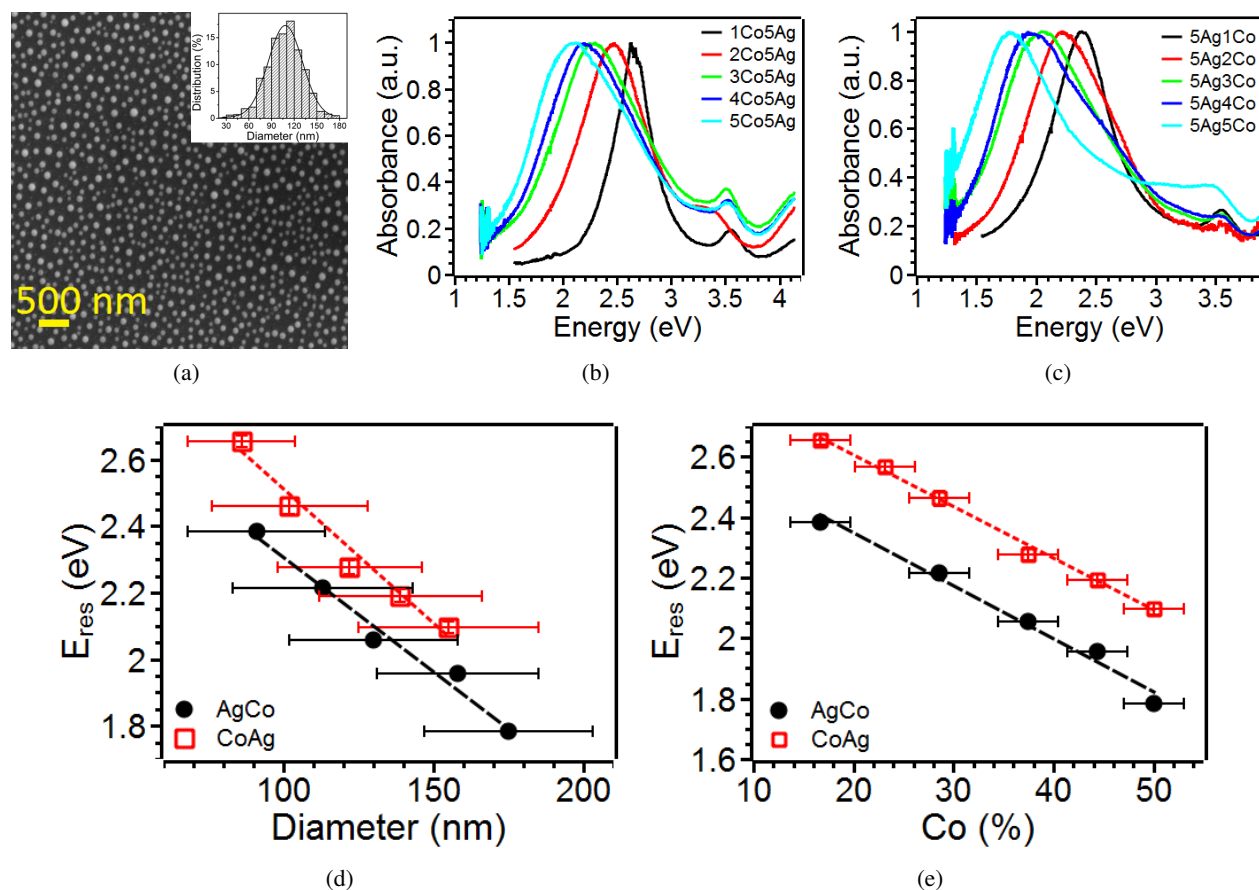 Distribution (%)
15
10
5
0
30 60 90 120 150 180
Diameter (nm)
500 nm
(a)
Absorbance (a.u.)
1
0.8
0.6
0.4
0.2
0
1 1.5 2 2.5 3 3.5 4
Energy (eV)
1Co5Ag
2Co5Ag
3Co5Ag
4Co5Ag
5Co5Ag
(b)
Absorbance (a.u.)
1
0.8
0.6
0.4
0.2
0
1 1.5 2 2.5 3 3.5
Energy (eV)
5Ag1Co
5Ag2Co
5Ag3Co
5Ag4Co
5Ag5Co
(c)
E_res (eV)
2.6
2.4
2.2
2
1.8
100 150 200
Diameter (nm)
AgCo
CoAg
(d)
E_res (eV)
2.6
2.4
2.2
2
1.8
1.6
10 20 30 40 50
Co (%)
AgCo
CoAg
(e)